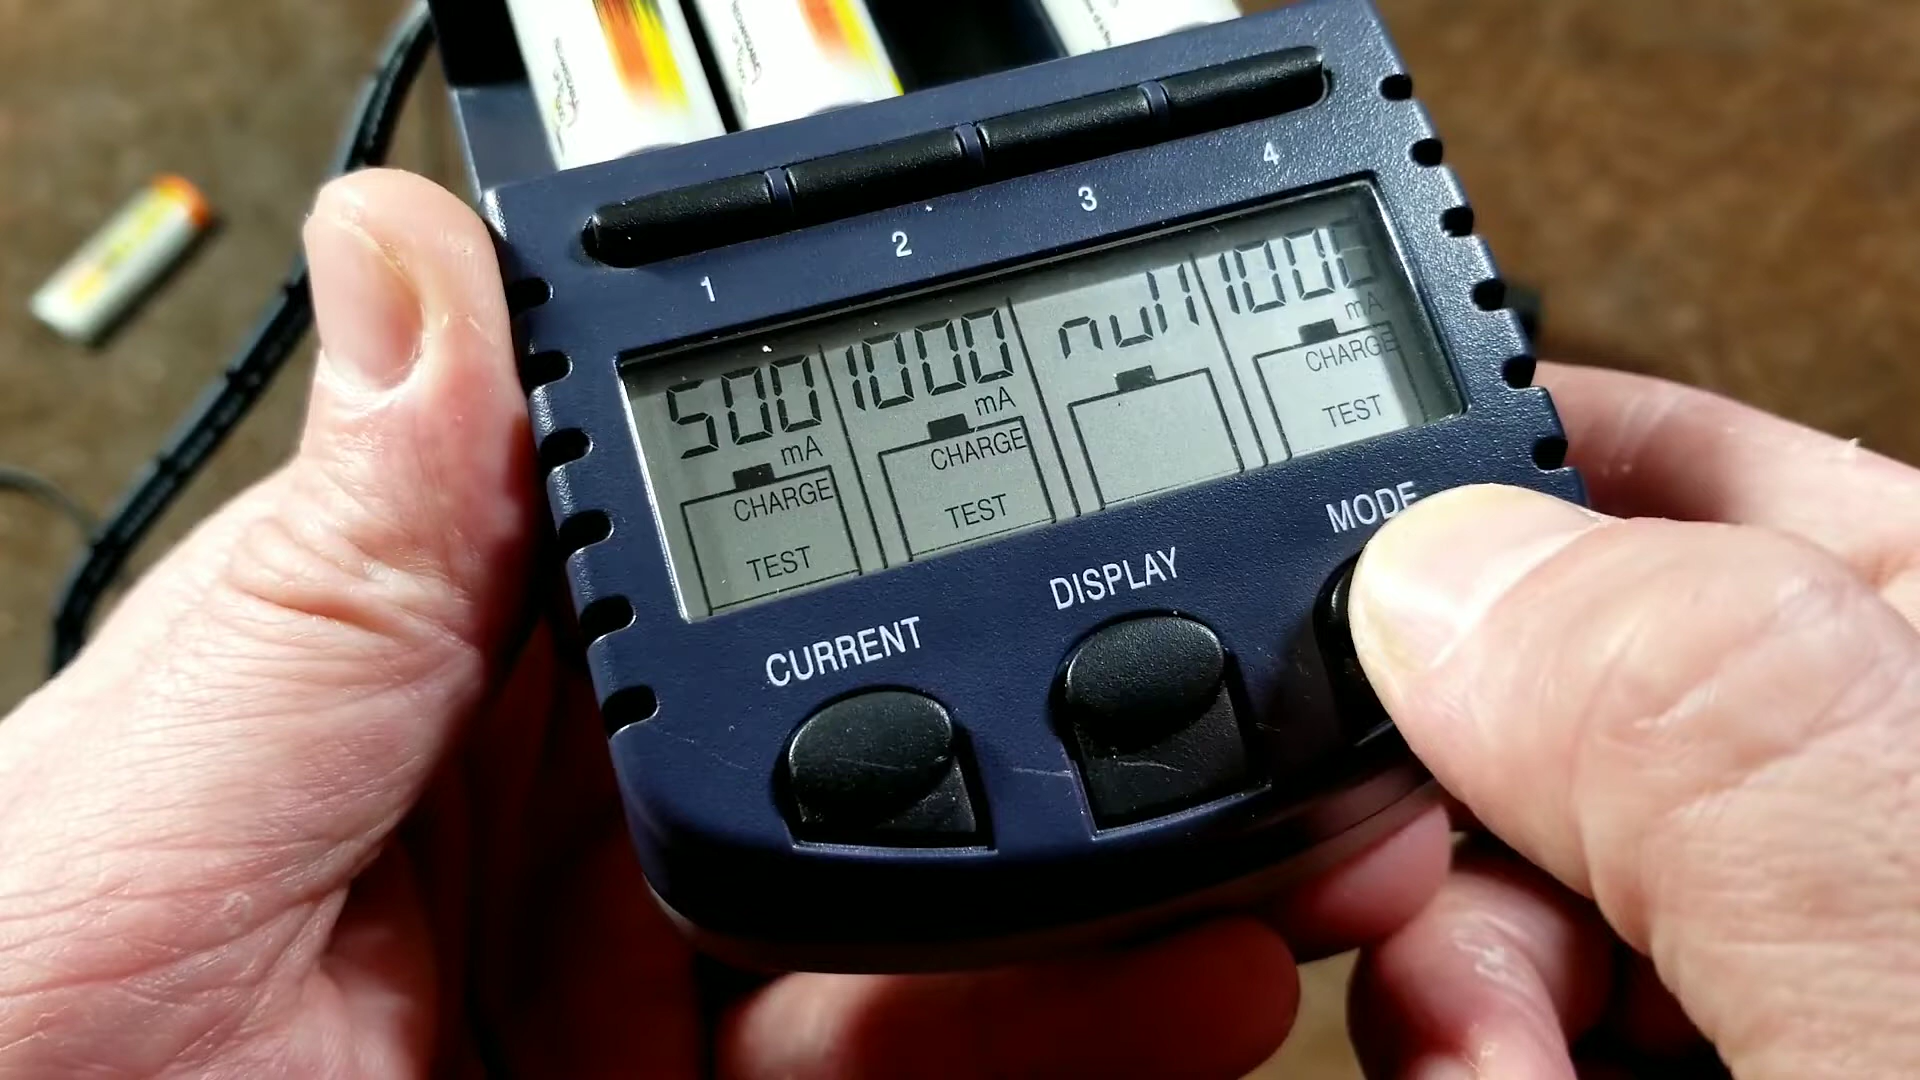 1
2
3
4
500
mA
CHARGE
TEST
1000
mA
CHARGE
TEST
null
1000
mA
CHARGE
TEST
CURRENT
DISPLAY
MODE